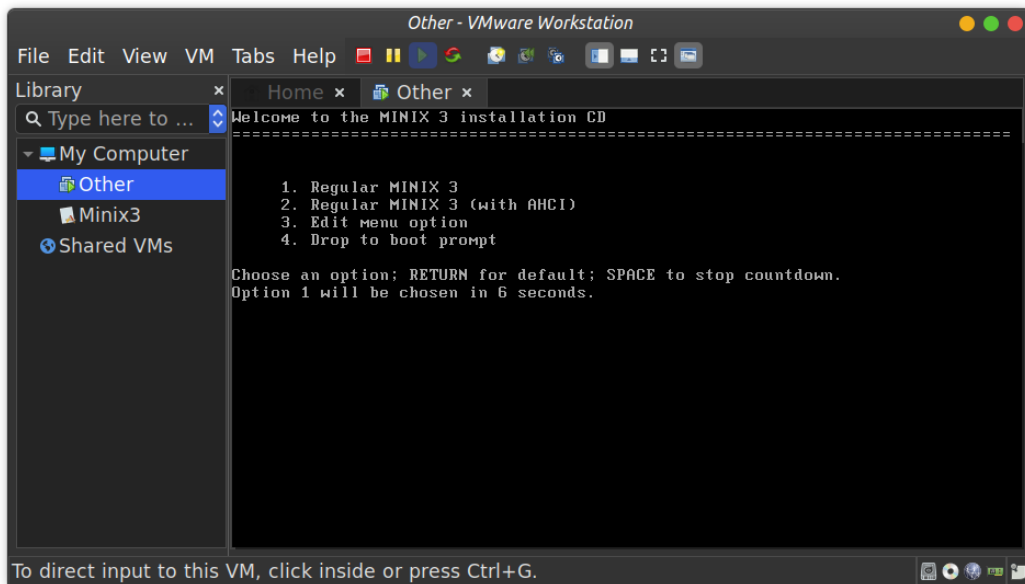 Other - VMware Workstation
File Edit View VM Tabs Help
Library ×
Type here to ...
My Computer
Other
Minix3
Shared VMs
Home × Other ×
Welcome to the MINIX 3 installation CD
================================================================================
1. Regular MINIX 3
2. Regular MINIX 3 (with AHCI)
3. Edit menu option
4. Drop to boot prompt
Choose an option; RETURN for default; SPACE to stop countdown.
Option 1 will be chosen in 6 seconds.
To direct input to this VM, click inside or press Ctrl+G.